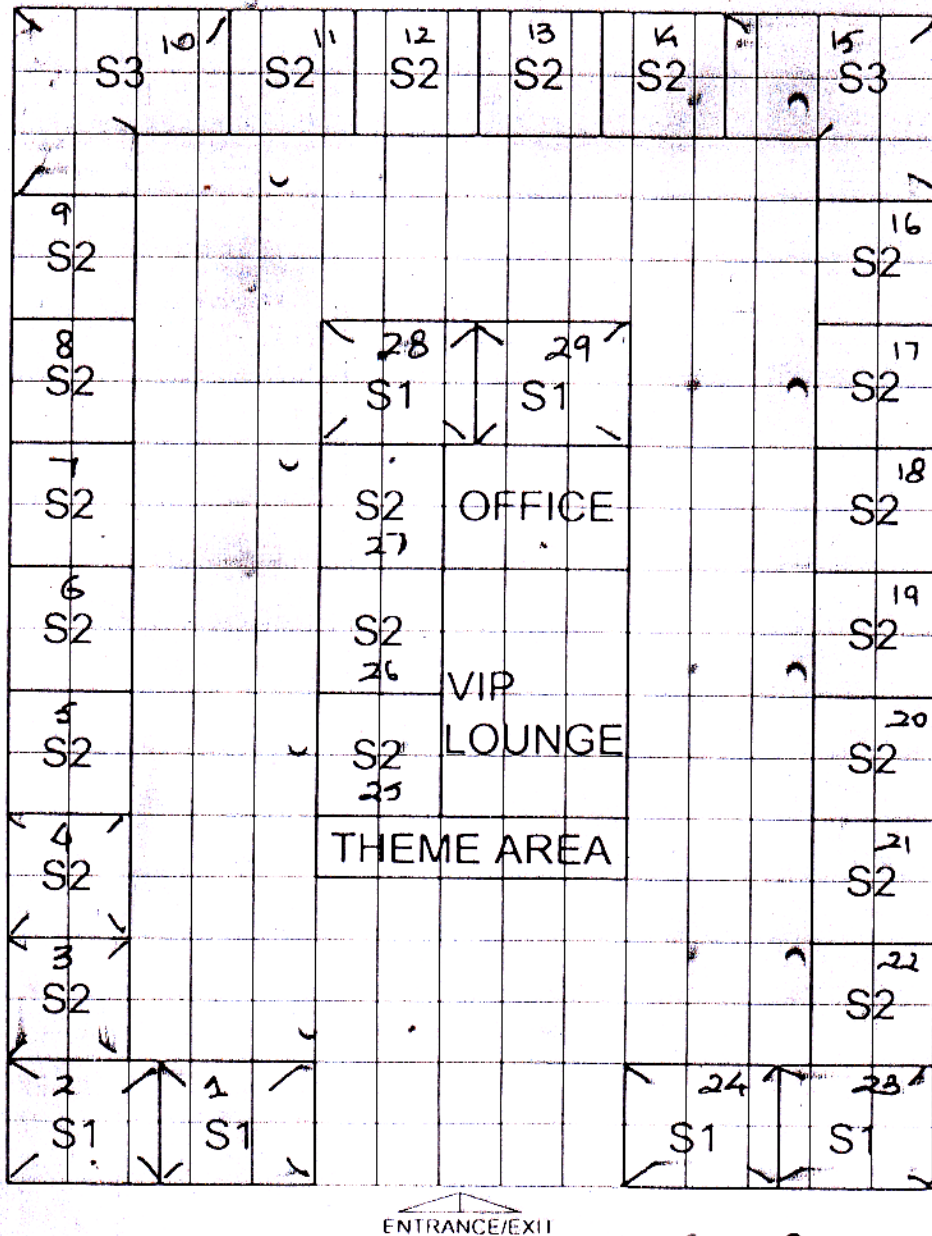 10 11 12 13 14 15
S3 S2 S2 S2 S2 S3
9 16
S2 S2
8 28 29 17
S2 S1 S1 S2
7 18
S2 S2 OFFICE S2
27
6 19
S2 S2 S2
26
VIP
5 20
S2 S2 LOUNGE S2
25
4 THEME AREA 21
S2 S2
3 22
S2 S2
2 1 24 23
S1 S1 S1 S1
ENTRANCE/EXIT